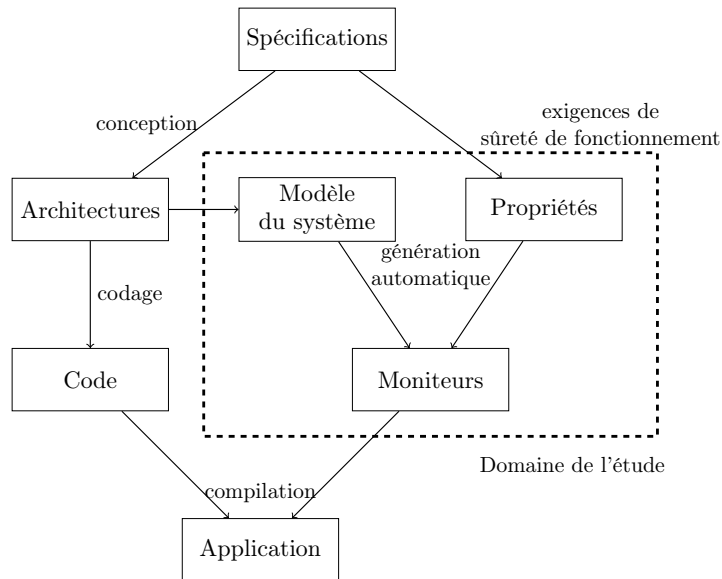 Spécifications
conception
exigences de
sûreté de fonctionnement
Architectures
Modèle
du système
Propriétés
génération
automatique
codage
Code
Moniteurs
Domaine de l'étude
compilation
Application